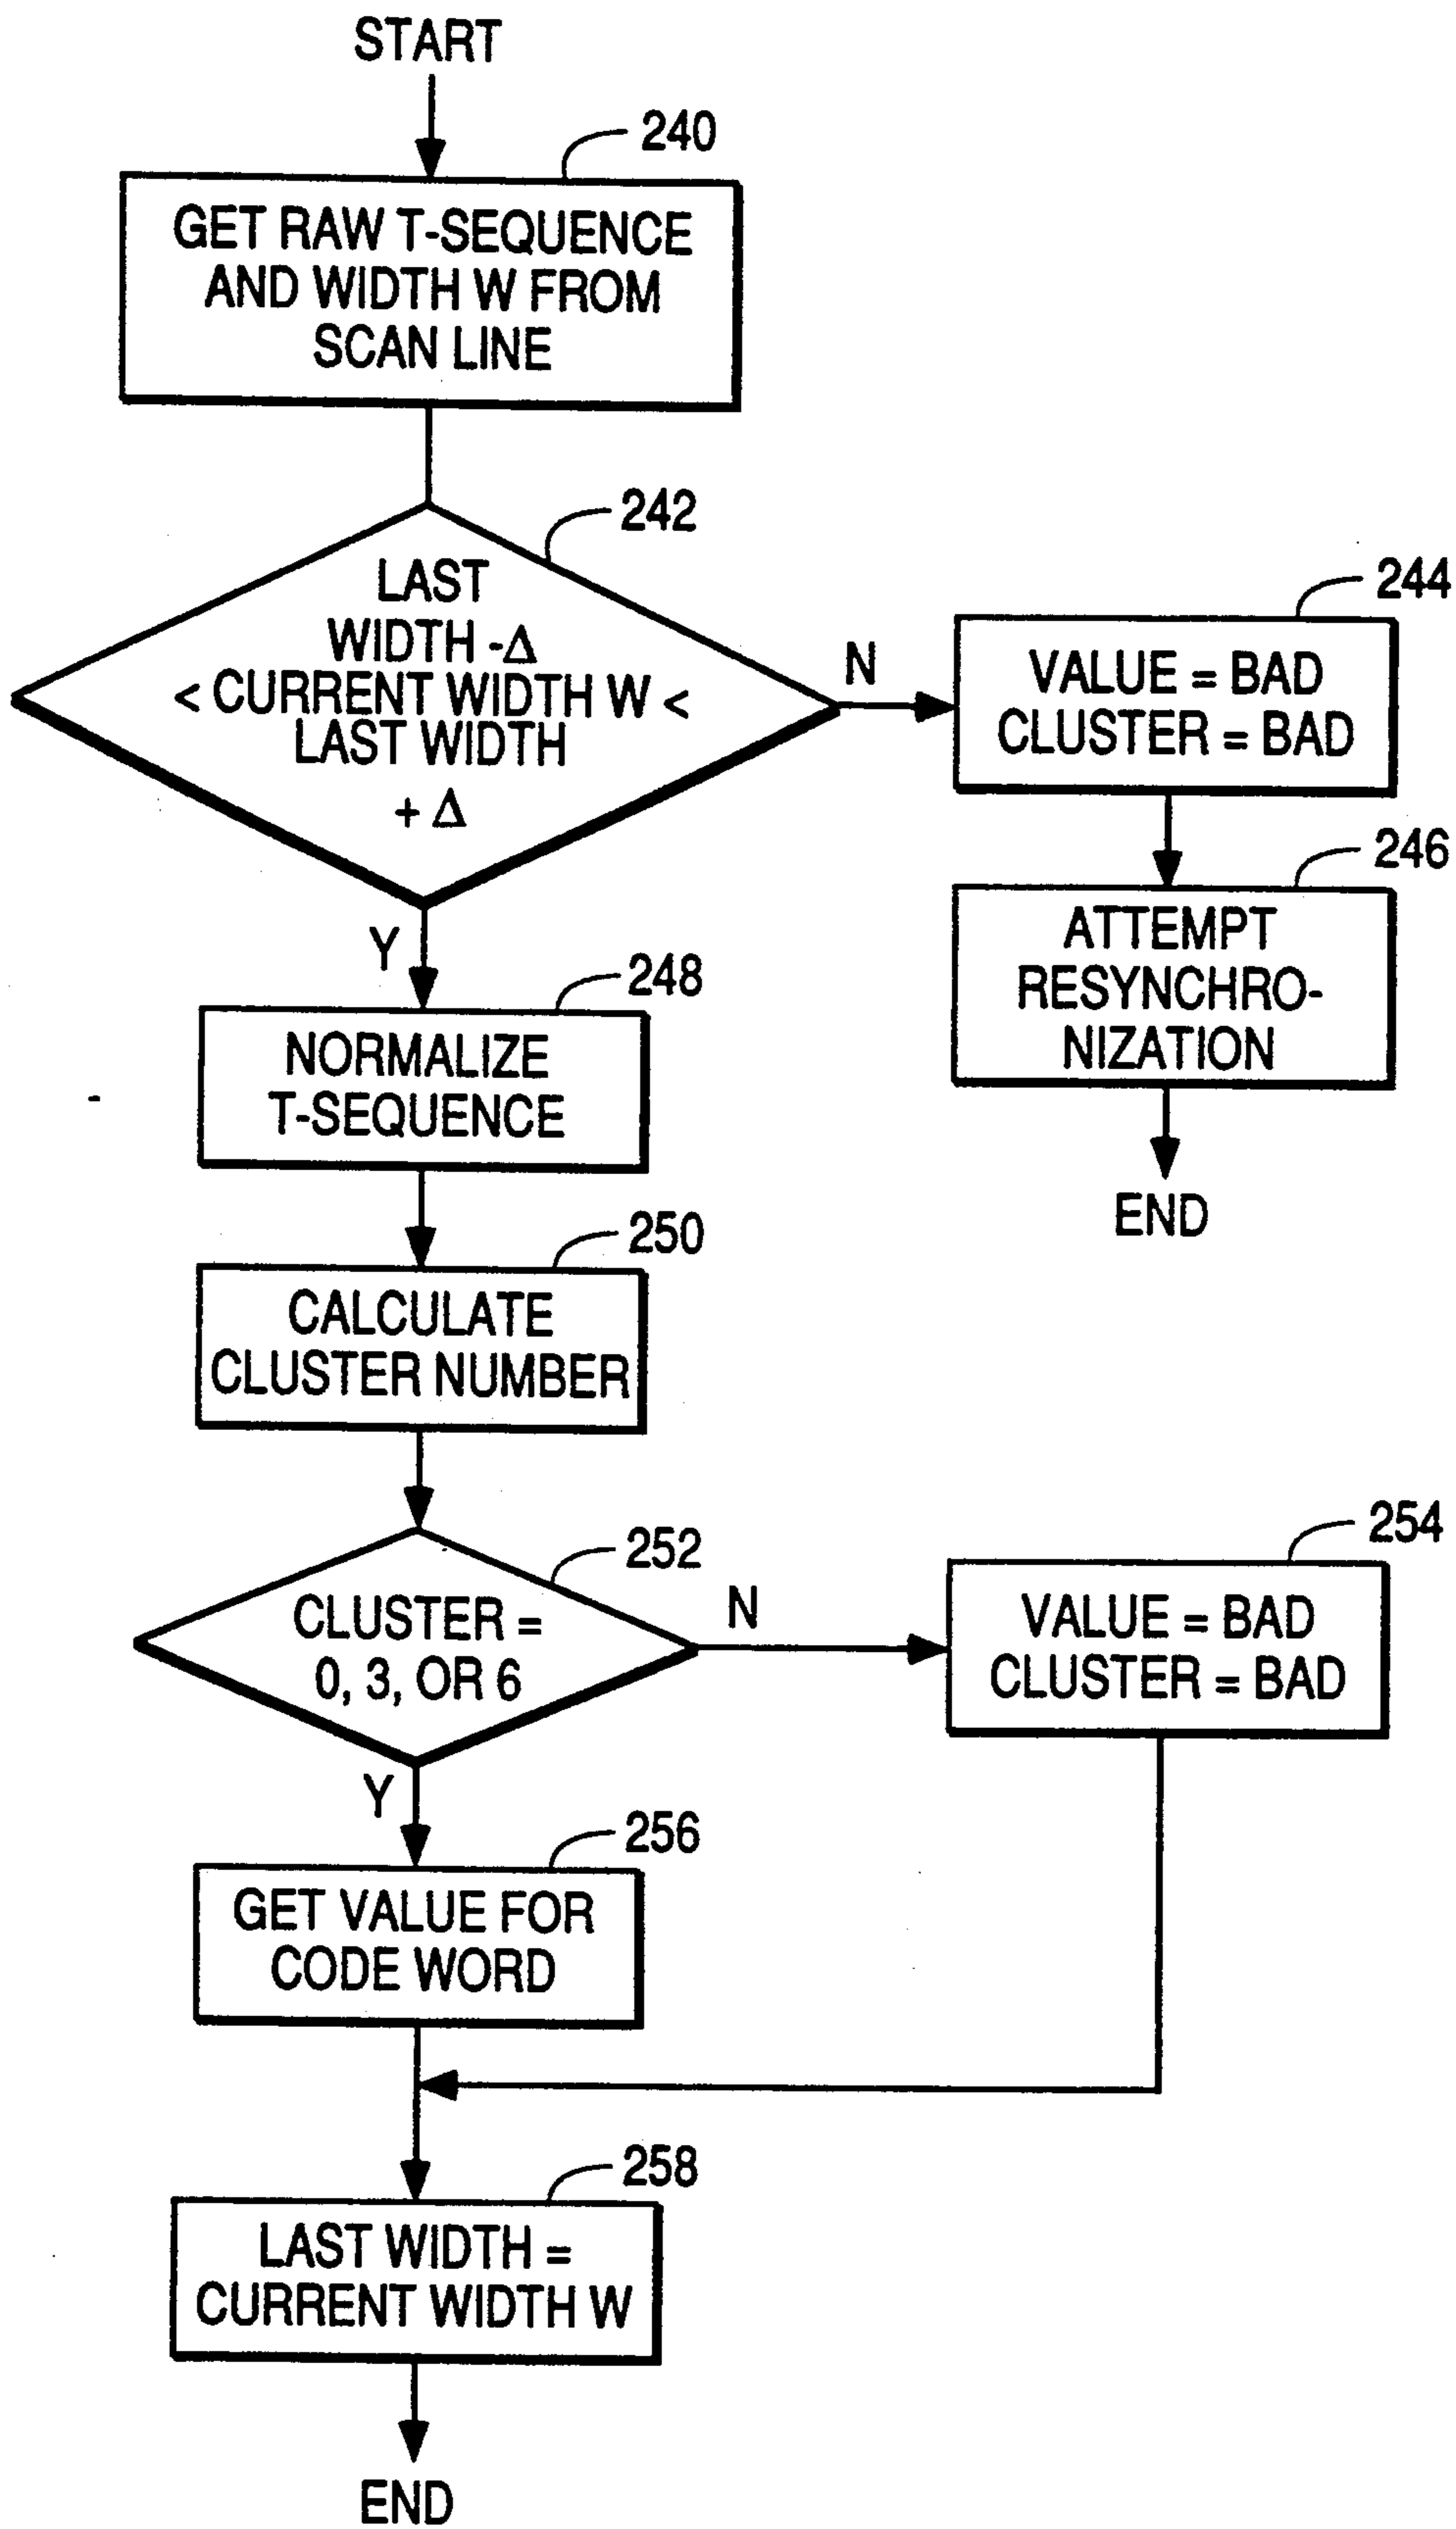 START
240
GET RAW T-SEQUENCE
AND WIDTH W FROM
SCAN LINE
242
LAST
WIDTH -Δ
< CURRENT WIDTH W <
LAST WIDTH
+ Δ
N
244
VALUE = BAD
CLUSTER = BAD
246
ATTEMPT
RESYNCHRO-
NIZATION
END
Y
248
NORMALIZE
T-SEQUENCE
250
CALCULATE
CLUSTER NUMBER
252
CLUSTER =
0, 3, OR 6
N
254
VALUE = BAD
CLUSTER = BAD
Y
256
GET VALUE FOR
CODE WORD
258
LAST WIDTH =
CURRENT WIDTH W
END